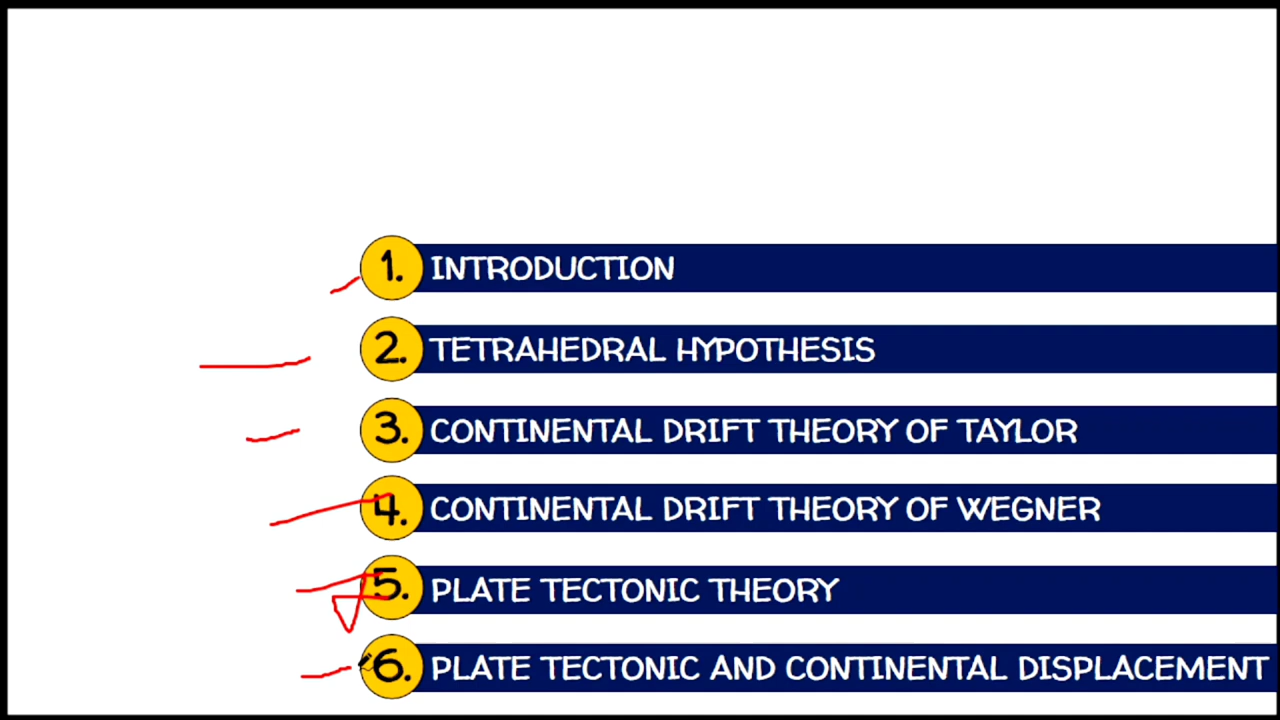 1. INTRODUCTION
2. TETRAHEDRAL HYPOTHESIS
3. CONTINENTAL DRIFT THEORY OF TAYLOR
4. CONTINENTAL DRIFT THEORY OF WEGNER
5. PLATE TECTONIC THEORY
6. PLATE TECTONIC AND CONTINENTAL DISPLACEMENT